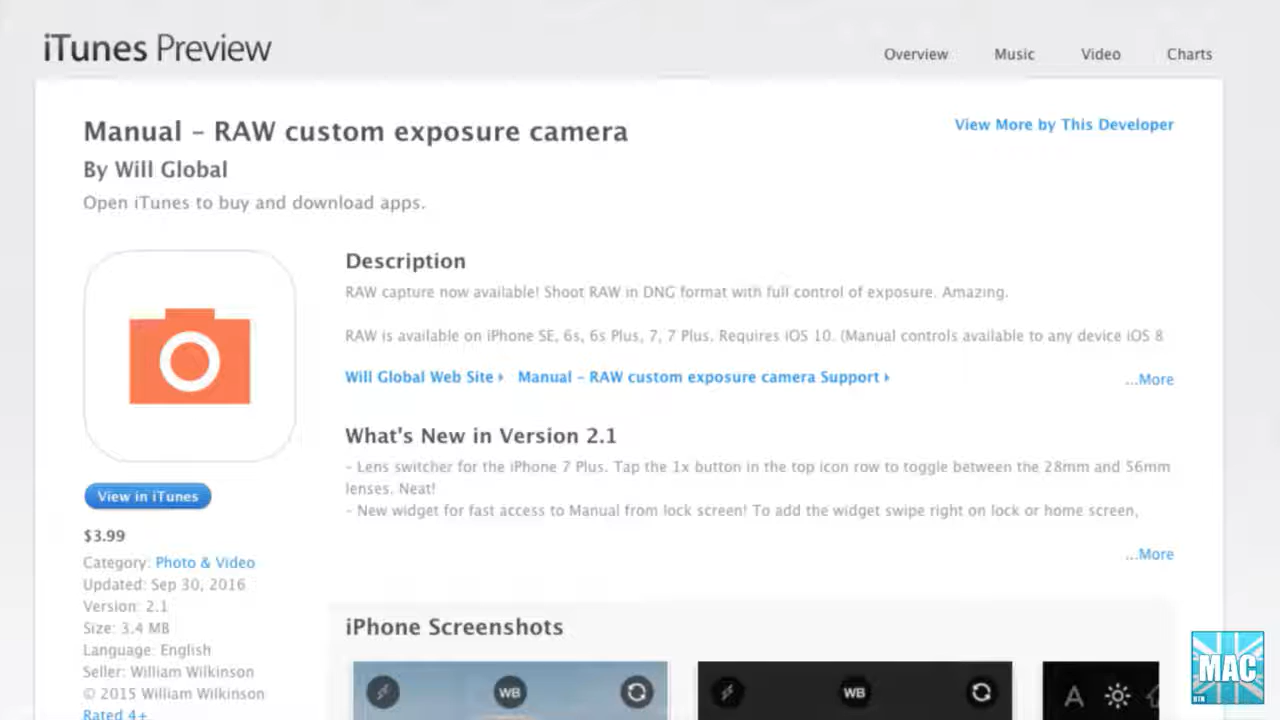 iTunes Preview
Overview Music Video Charts
Manual – RAW custom exposure camera
View More by This Developer
By Will Global
Open iTunes to buy and download apps.
Description
RAW capture now available! Shoot RAW in DNG format with full control of exposure. Amazing.
RAW is available on iPhone SE, 6s, 6s Plus, 7, 7 Plus. Requires iOS 10. (Manual controls available to any device iOS 8
Will Global Web Site Manual – RAW custom exposure camera Support
...More
What's New in Version 2.1
- Lens switcher for the iPhone 7 Plus. Tap the 1x button in the top icon row to toggle between the 28mm and 56mm
lenses. Neat!
- New widget for fast access to Manual from lock screen! To add the widget swipe right on lock or home screen,
...More
View in iTunes
$3.99
Category: Photo & Video
Updated: Sep 30, 2016
Version: 2.1
Size: 3.4 MB
Language: English
Seller: William Wilkinson
© 2015 William Wilkinson
Rated 4+
iPhone Screenshots
WB
WB
A
MAC